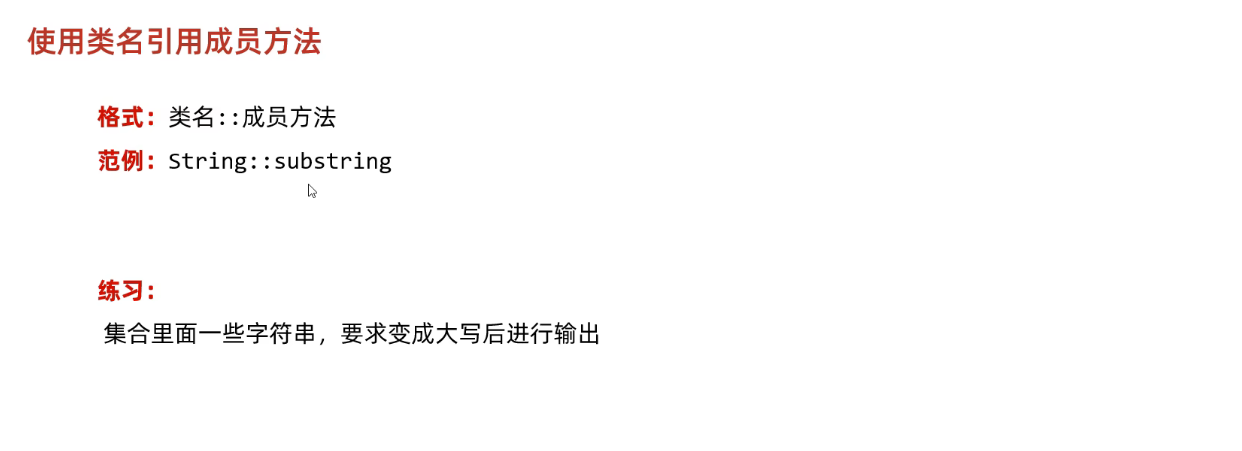 使用类名引用成员方法
格式：类名::成员方法
范例：String::substring
练习：
集合里面一些字符串，要求变成大写后进行输出